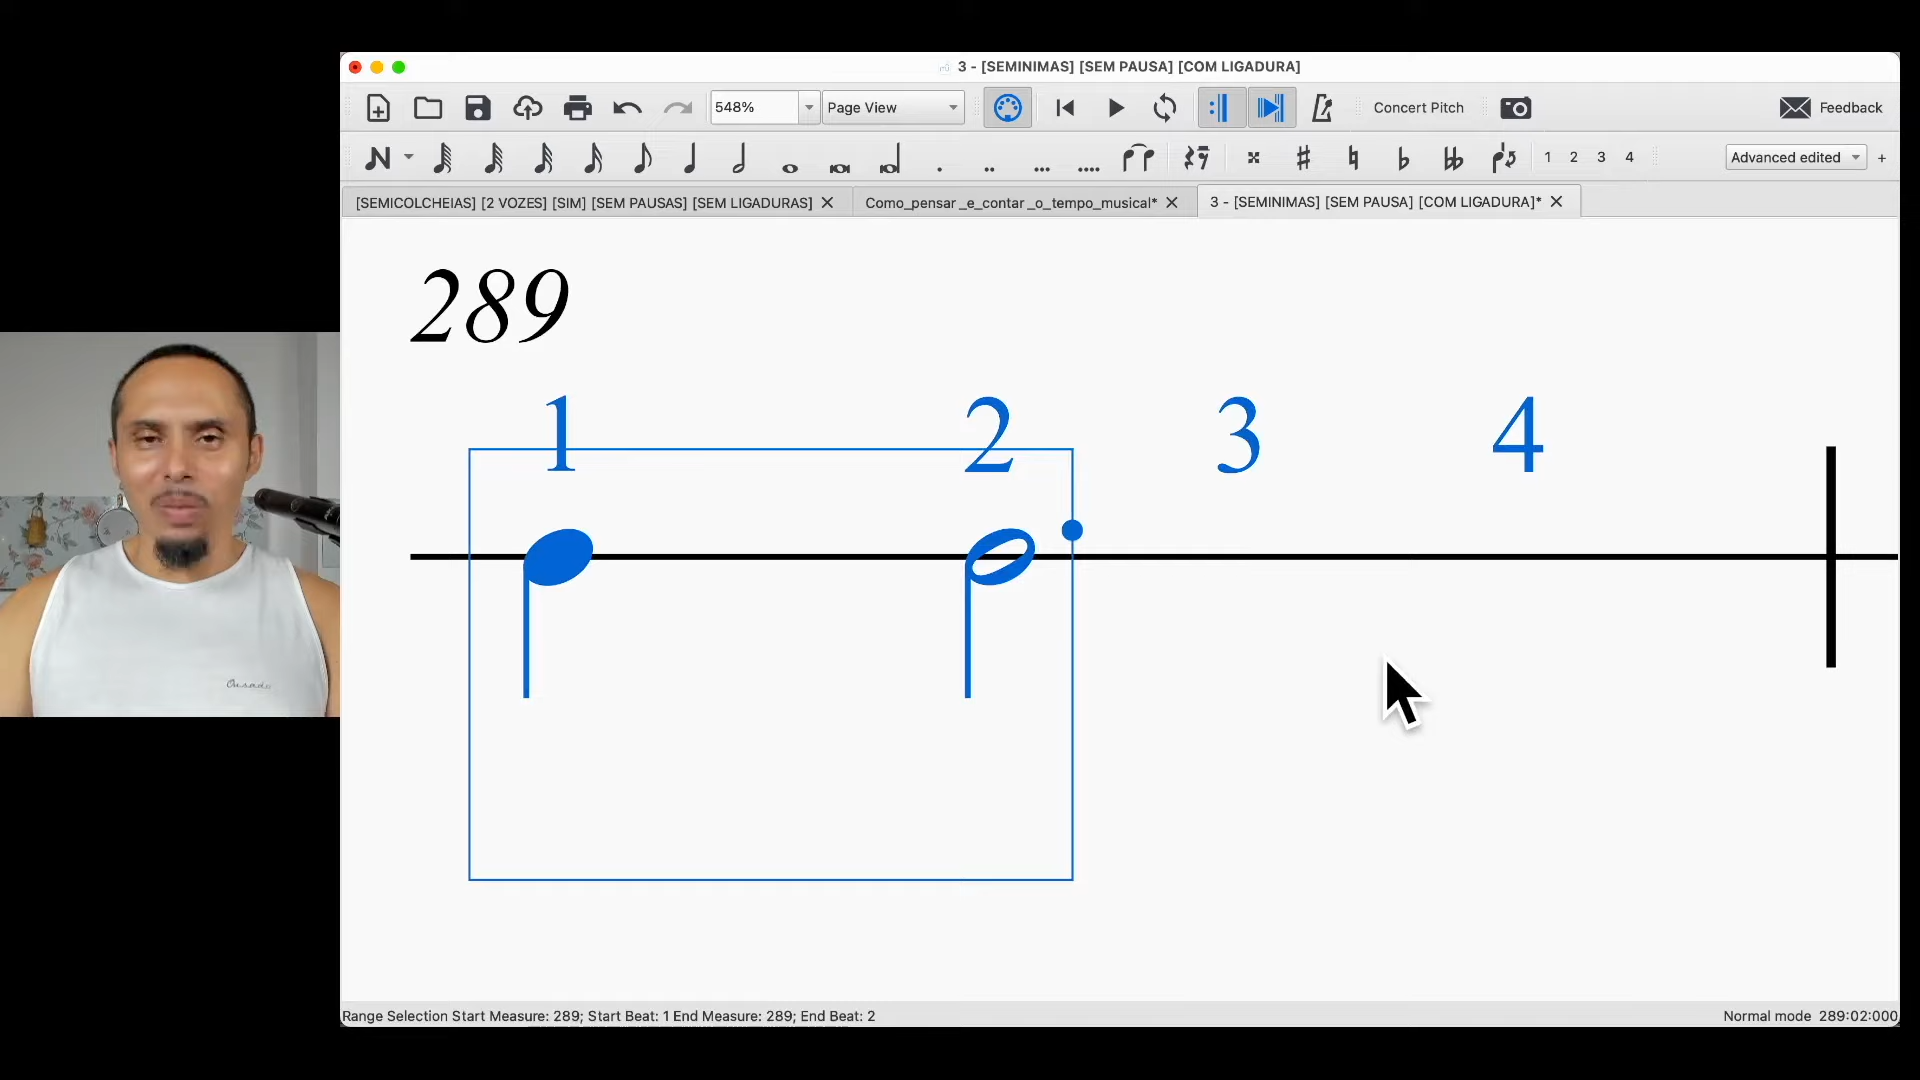 3 - [SEMINIMAS] [SEM PAUSA] [COM LIGADURA]
548% Page View Concert Pitch Feedback
1 2 3 4 Advanced edited +
[SEMICOLCHEIAS] [2 VOZES] [SIM] [SEM PAUSAS] [SEM LIGADURAS] Como_pensar_e_contar_o_tempo_musical* 3 - [SEMINIMAS] [SEM PAUSA] [COM LIGADURA]*
289
1 2 3 4
Ousado
Range Selection Start Measure: 289; Start Beat: 1 End Measure: 289; End Beat: 2 Normal mode 289:02:000